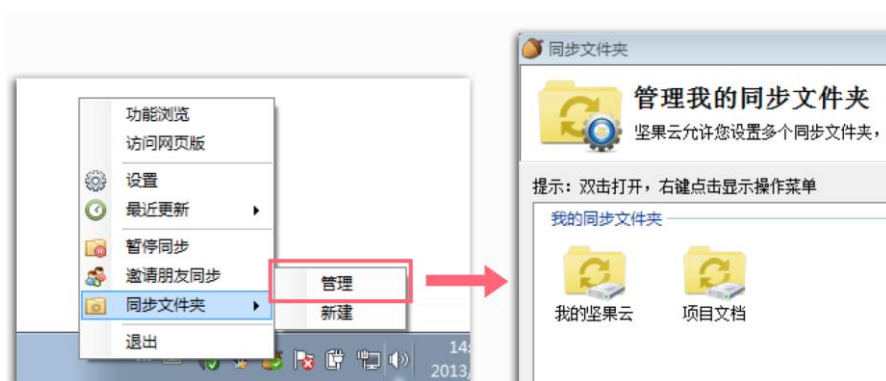 功能浏览
访问网页版
设置
最近更新
暂停同步
邀请朋友同步
同步文件夹
退出
管理
新建
14:
2013,
同步文件夹
管理我的同步文件夹
坚果云允许您设置多个同步文件夹，
提示：双击打开，右键点击显示操作菜单
我的同步文件夹
我的坚果云
项目文档